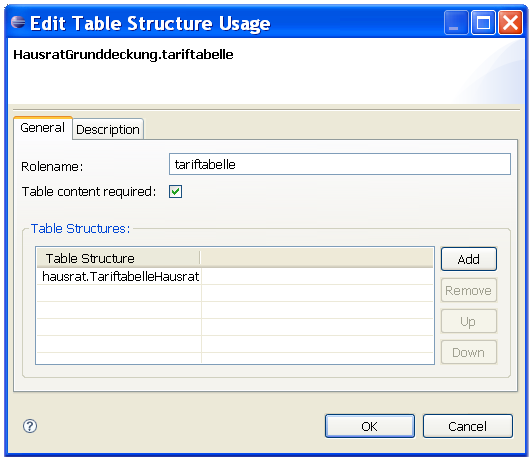 Edit Table Structure Usage
HausratGrunddeckung.tariftabelle
General Description
Rolename: tariftabelle
Table content required:
Table Structures:
Table Structure
hausrat.TariftabelleHausrat
Add
Remove
Up
Down
?
OK Cancel